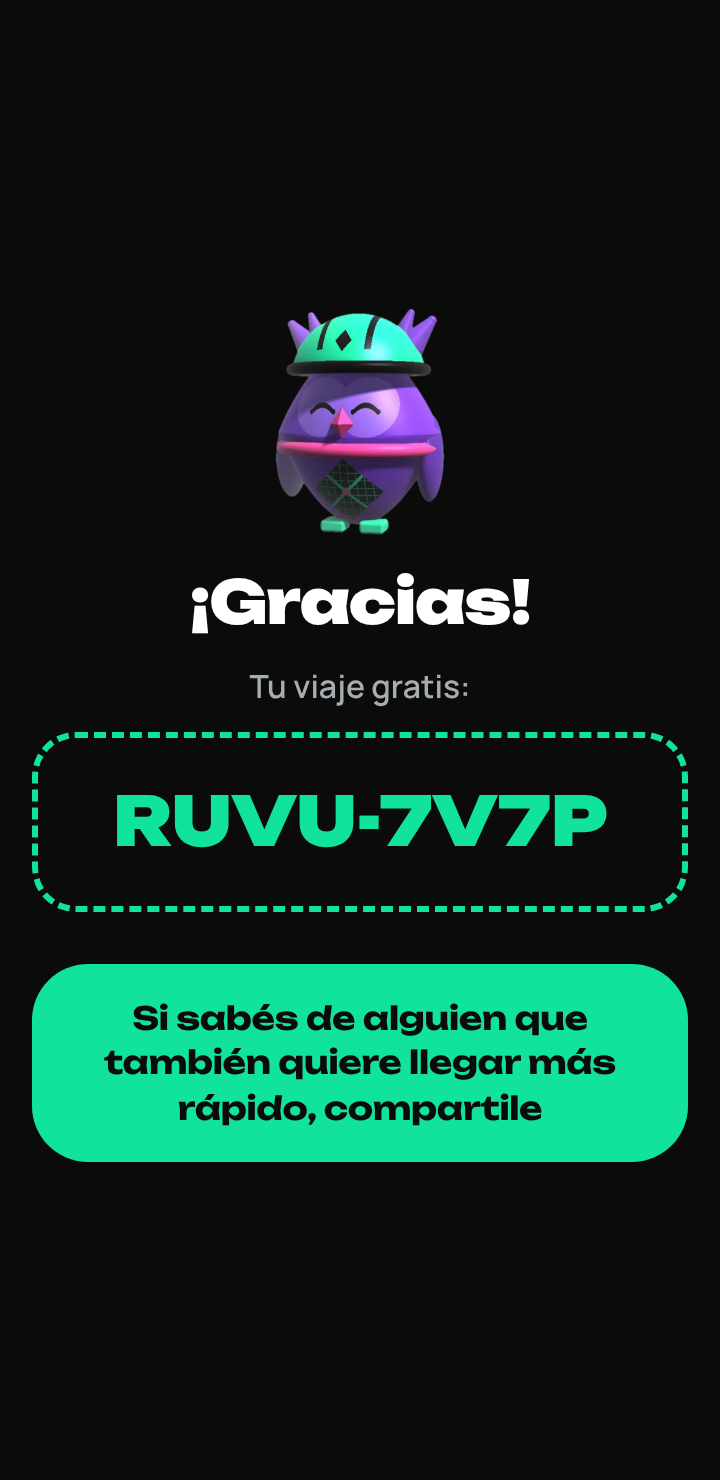 ¡Gracias!
Tu viaje gratis:
RUVU-7V7P
Si sabés de alguien que
también quiere llegar más
rápido, compartile